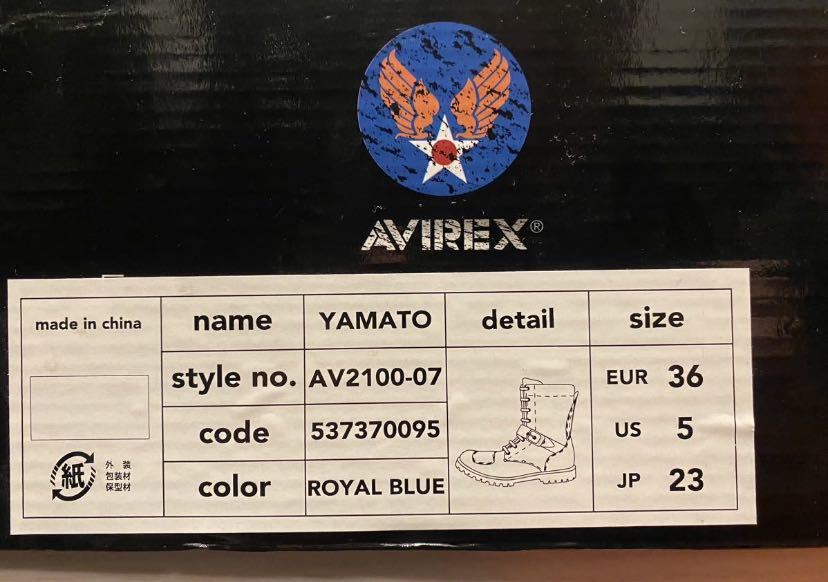 AVIREX®
made in china
name YAMATO detail size
style no. AV2100-07
code 537370095
color ROYAL BLUE
EUR 36
US 5
JP 23
紙
外装
包装材
保型材